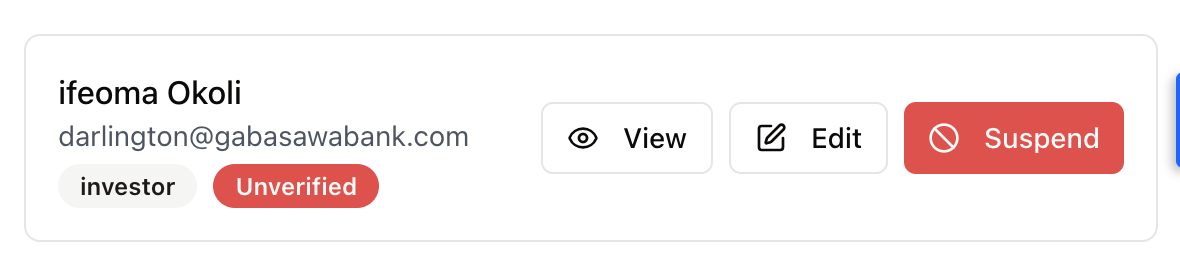 ifeoma Okoli
darlington@gabasawabank.com
investor Unverified
View Edit Suspend